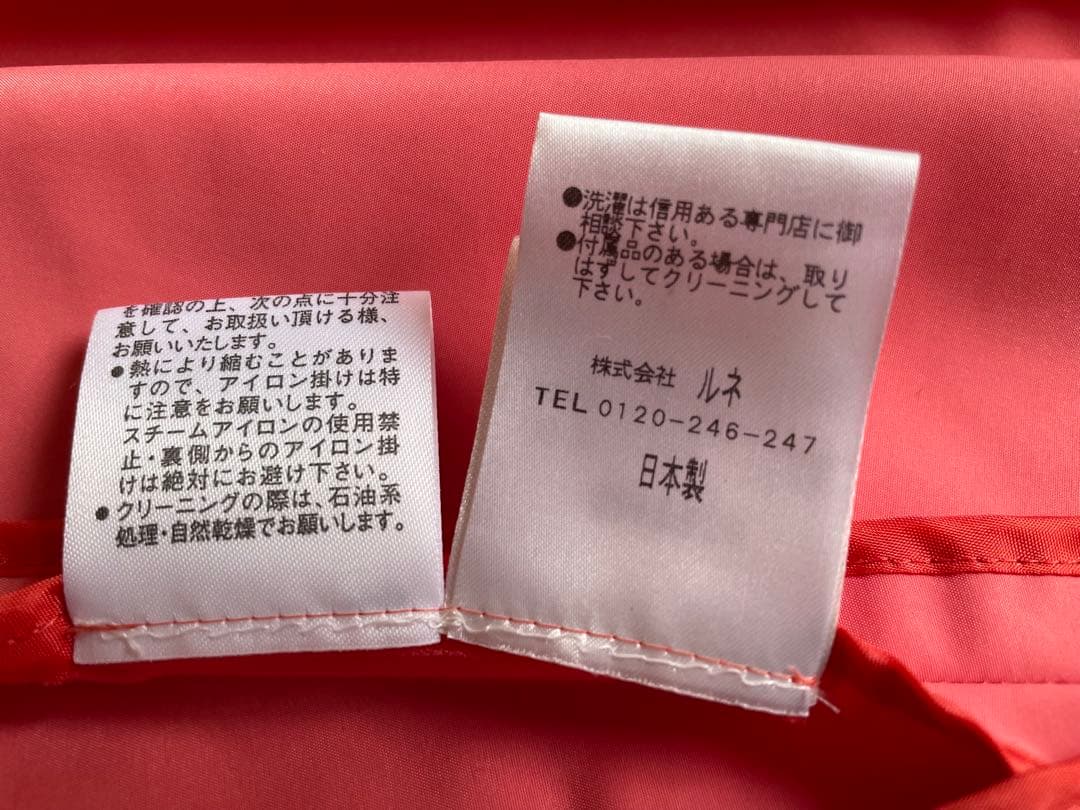 を確認の上、次の点に十分注
意して、お取扱い頂ける様、
お願いいたします。
●熱により縮むことがありま
すので、アイロン掛けは特
に注意をお願いします。
スチームアイロンの使用禁
止・裏側からのアイロン掛
けは絶対にお避け下さい。
●クリーニングの際は、石油系
処理・自然乾燥でお願いします。
●洗濯は信用ある専門店に御
相談下さい。
●付属品のある場合は、取り
はずしてクリーニングして
下さい。
株式会社 ルネ
TEL 0120-246-247
日本製